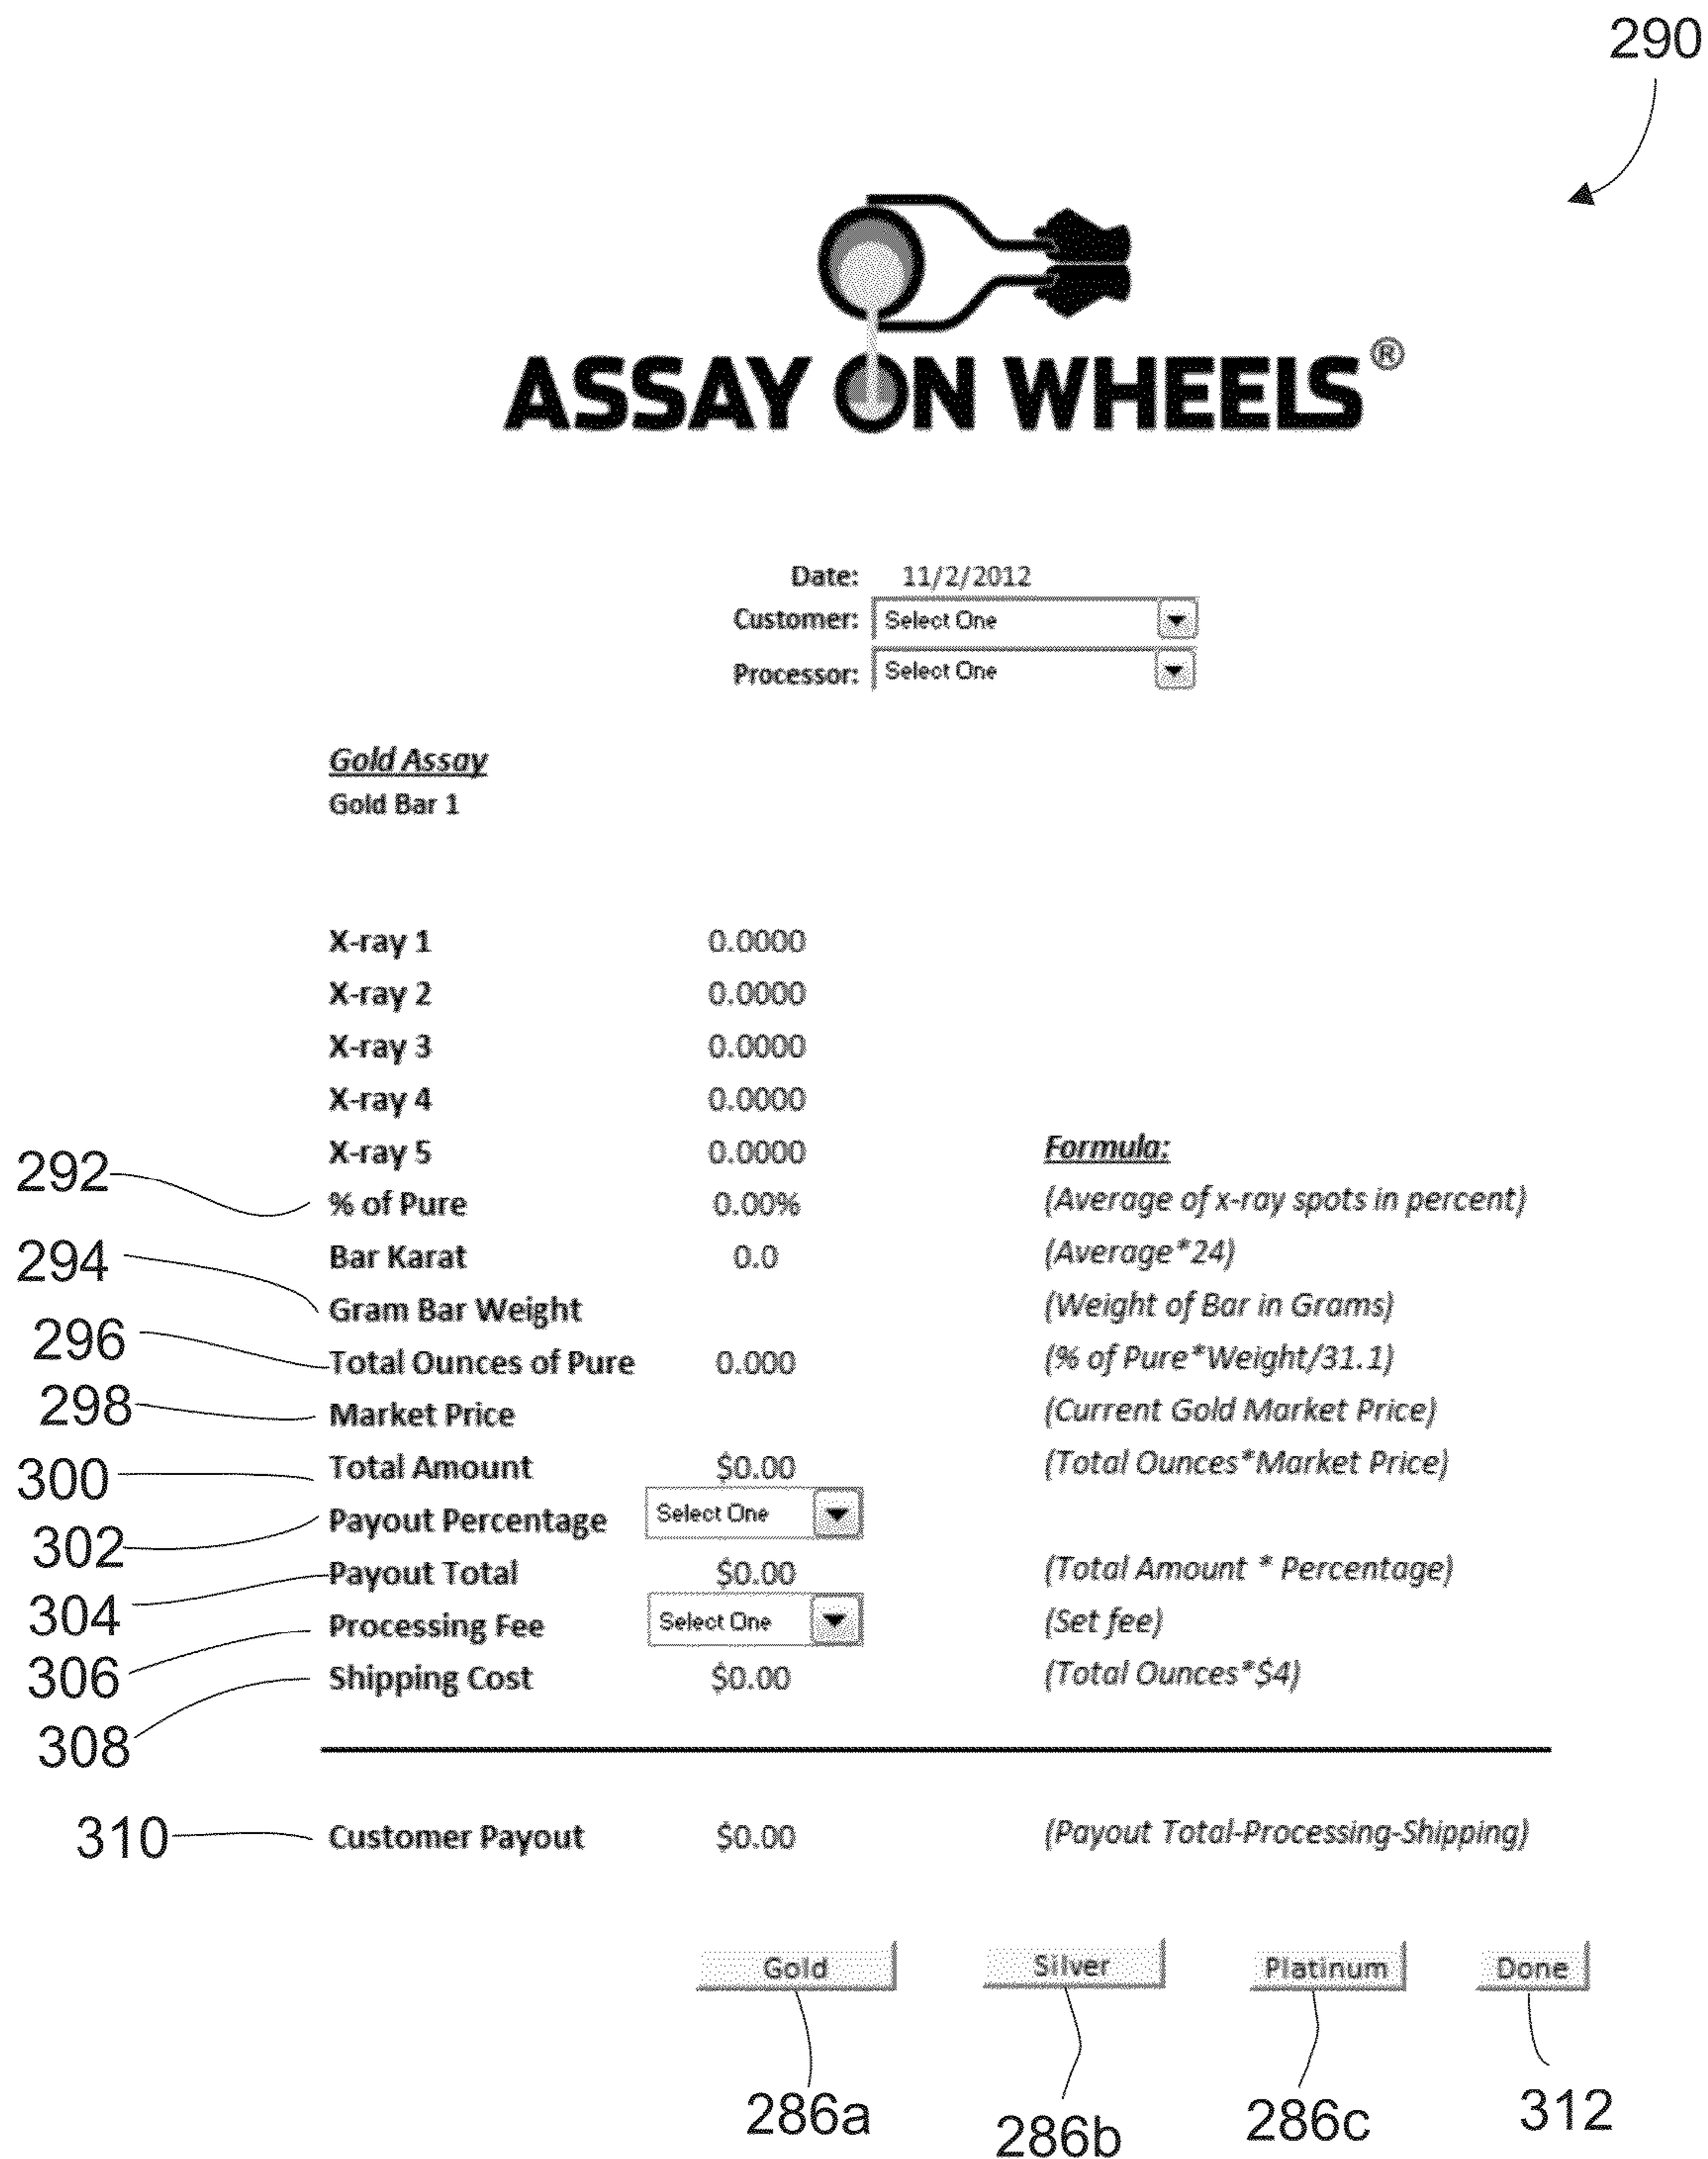 290
ASSAY ON WHEELS®
Date: 11/2/2012
Customer: Select One
Processor: Select One
Gold Assay
Gold Bar 1
X-ray 1 0.0000
X-ray 2 0.0000
X-ray 3 0.0000
X-ray 4 0.0000
X-ray 5 0.0000 Formula:
292 % of Pure 0.00% (Average of x-ray spots in percent)
Bar Karat 0.0 (Average*24)
294 Gram Bar Weight (Weight of Bar in Grams)
296 Total Ounces of Pure 0.000 (% of Pure*Weight/31.1)
298 Market Price (Current Gold Market Price)
300 Total Amount $0.00 (Total Ounces*Market Price)
302 Payout Percentage Select One
304 Payout Total $0.00 (Total Amount * Percentage)
306 Processing Fee Select One (Set fee)
308 Shipping Cost $0.00 (Total Ounces*$4)
310 Customer Payout $0.00 (Payout Total-Processing-Shipping)
Gold Silver Platinum Done
286a 286b 286c 312